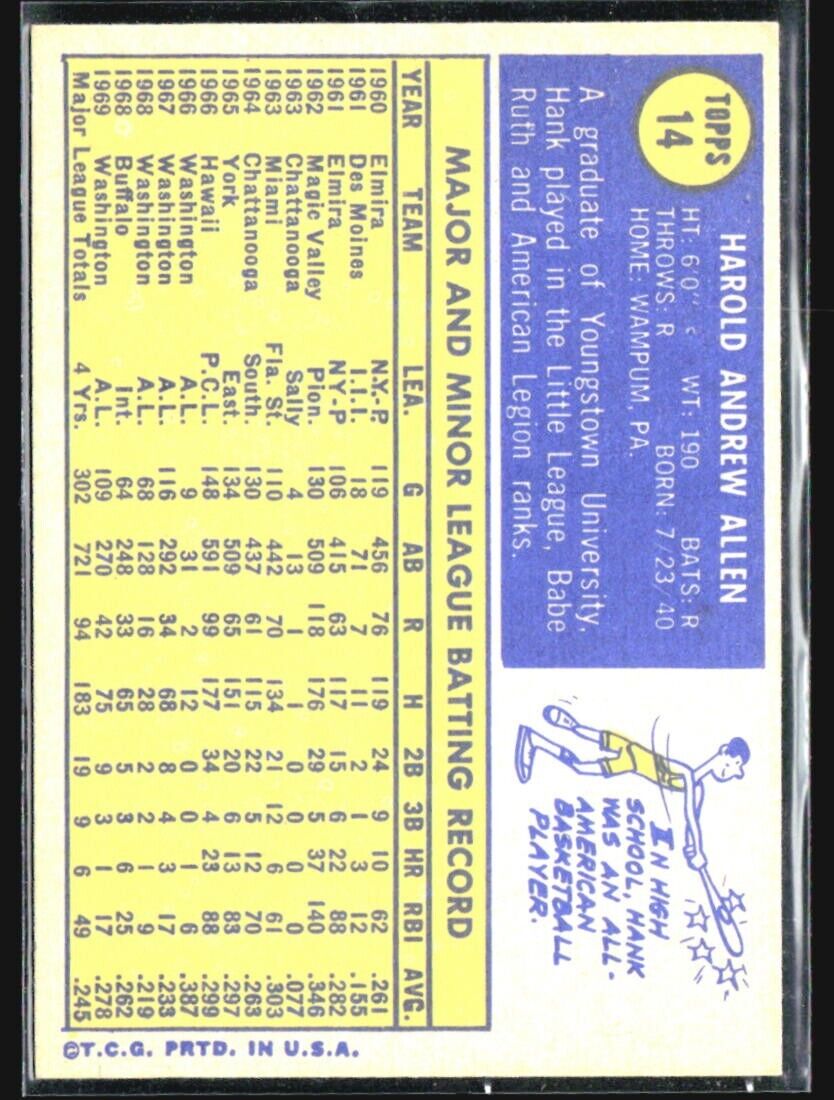 TOPPS
14
HAROLD ANDREW ALLEN
HT: 6'0" WT: 190 BATS: R
THROWS: R BORN: 7/23/40
HOME: WAMPUM, PA.
A graduate of Youngstown University,
Hank played in the Little League, Babe
Ruth and American Legion ranks.
IN HIGH
SCHOOL, HANK
WAS AN ALL-
AMERICAN
BASKETBALL
PLAYER.
MAJOR AND MINOR LEAGUE BATTING RECORD
YEAR TEAM LEA. G AB R H 2B 3B HR RBI AVG.
1960 Elmira N.Y.-P. 119 456 76 119 24 9 10 62 .261
1961 Des Moines I.I.I. 18 71 7 11 2 1 3 12 .155
1961 Elmira NY-P 106 415 63 117 15 6 22 88 .282
1962 Magic Valley Pion. 130 509 118 176 29 5 37 140 .346
1963 Chattanooga Sally 4 13 1 1 0 0 0 0 .077
1963 Miami Fla. St. 110 442 70 134 21 12 6 61 .303
1964 Chattanooga South. 130 437 61 115 22 5 12 70 .263
1965 York East. 134 509 65 151 20 6 13 83 .297
1966 Hawaii P.C.L. 148 591 99 177 34 4 23 88 .299
1966 Washington A.L. 9 31 2 12 0 0 1 6 .387
1967 Washington A.L. 116 292 34 68 8 4 3 17 .233
1968 Washington A.L. 68 128 16 28 2 2 1 9 .219
1968 Buffalo Int. 64 248 33 65 5 3 6 25 .262
1969 Washington A.L. 109 270 42 75 9 3 1 17 .278
Major League Totals 4 Yrs. 302 721 94 183 19 9 6 49 .245
©T.C.G. PRTD. IN U.S.A.